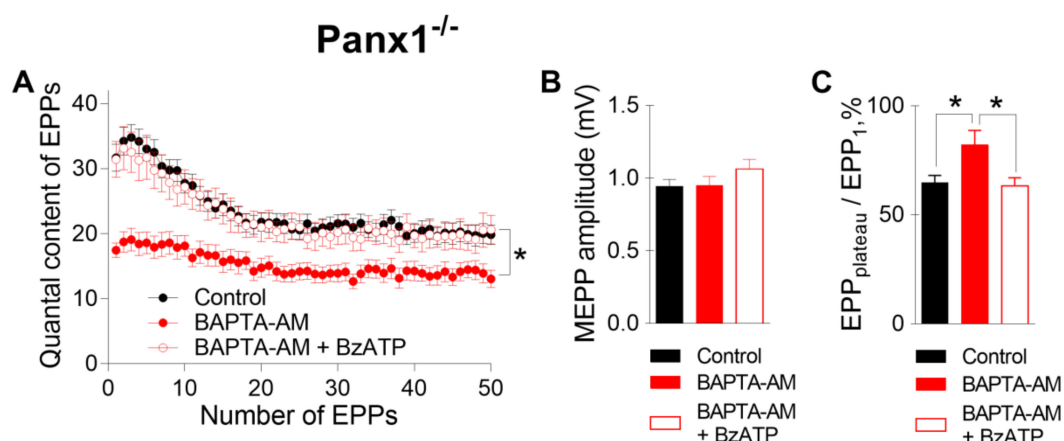 Panx1-/-
A
Quantal content of EPPs
40
30
20
10
0
1
10
20
30
40
50
Number of EPPs
Control
BAPTA-AM
BAPTA-AM + BzATP
*
B
MEPP amplitude (mV)
1.5
1.0
0.5
0.0
Control
BAPTA-AM
BAPTA-AM
+ BzATP
C
EPPplateau / EPP1, %
100
50
0
* *
Control
BAPTA-AM
BAPTA-AM
+ BzATP